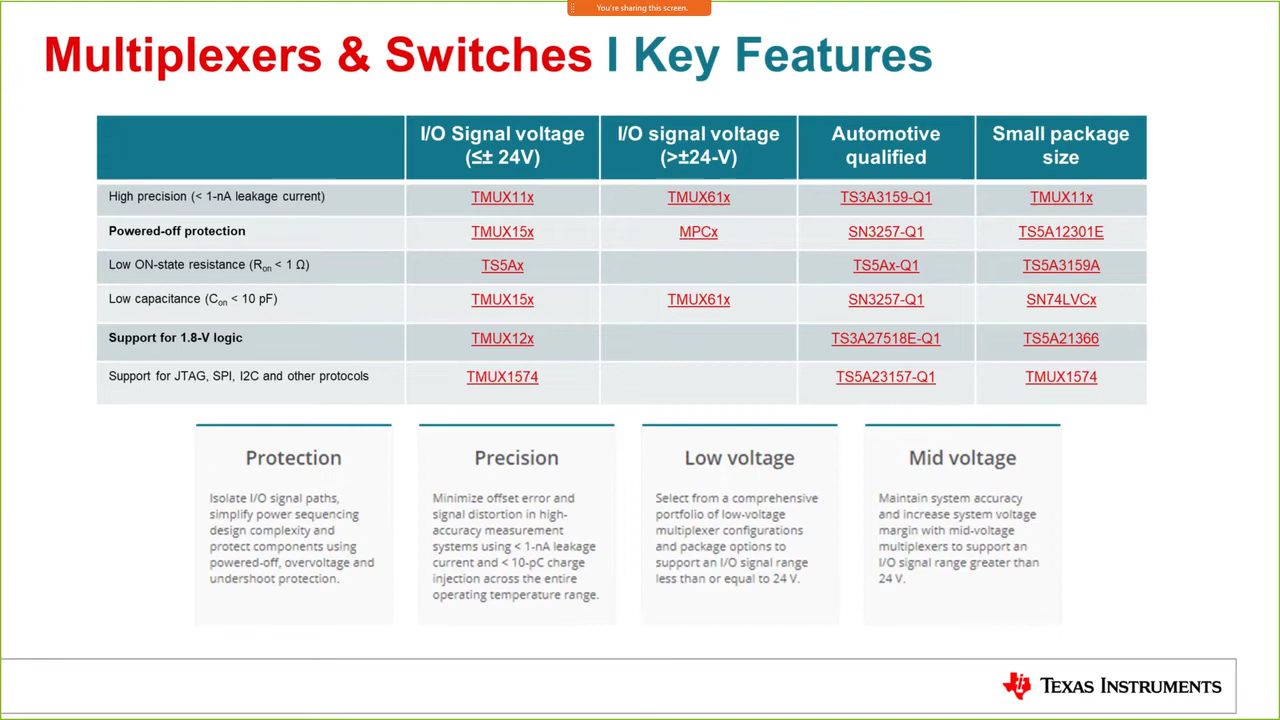 You're sharing this screen.
Multiplexers & Switches I Key Features
I/O Signal voltage (≤± 24V)
I/O signal voltage (>±24-V)
Automotive qualified
Small package size
High precision (< 1-nA leakage current) TMUX11x TMUX61x TS3A3159-Q1 TMUX11x
Powered-off protection TMUX15x MPCx SN3257-Q1 TS5A12301E
Low ON-state resistance (Ron < 1 Ω) TS5Ax TS5Ax-Q1 TS5A3159A
Low capacitance (Con < 10 pF) TMUX15x TMUX61x SN3257-Q1 SN74LVCx
Support for 1.8-V logic TMUX12x TS3A27518E-Q1 TS5A21366
Support for JTAG, SPI, I2C and other protocols TMUX1574 TS5A23157-Q1 TMUX1574
Protection
Isolate I/O signal paths,
simplify power sequencing
design complexity and
protect components using
powered-off, overvoltage and
undershoot protection.
Precision
Minimize offset error and
signal distortion in high-
accuracy measurement
systems using < 1-nA leakage
current and < 10-pC charge
injection across the entire
operating temperature range.
Low voltage
Select from a comprehensive
portfolio of low-voltage
multiplexer configurations
and package options to
support an I/O signal range
less than or equal to 24 V.
Mid voltage
Maintain system accuracy
and increase system voltage
margin with mid-voltage
multiplexers to support an
I/O signal range greater than
24 V.
TEXAS INSTRUMENTS